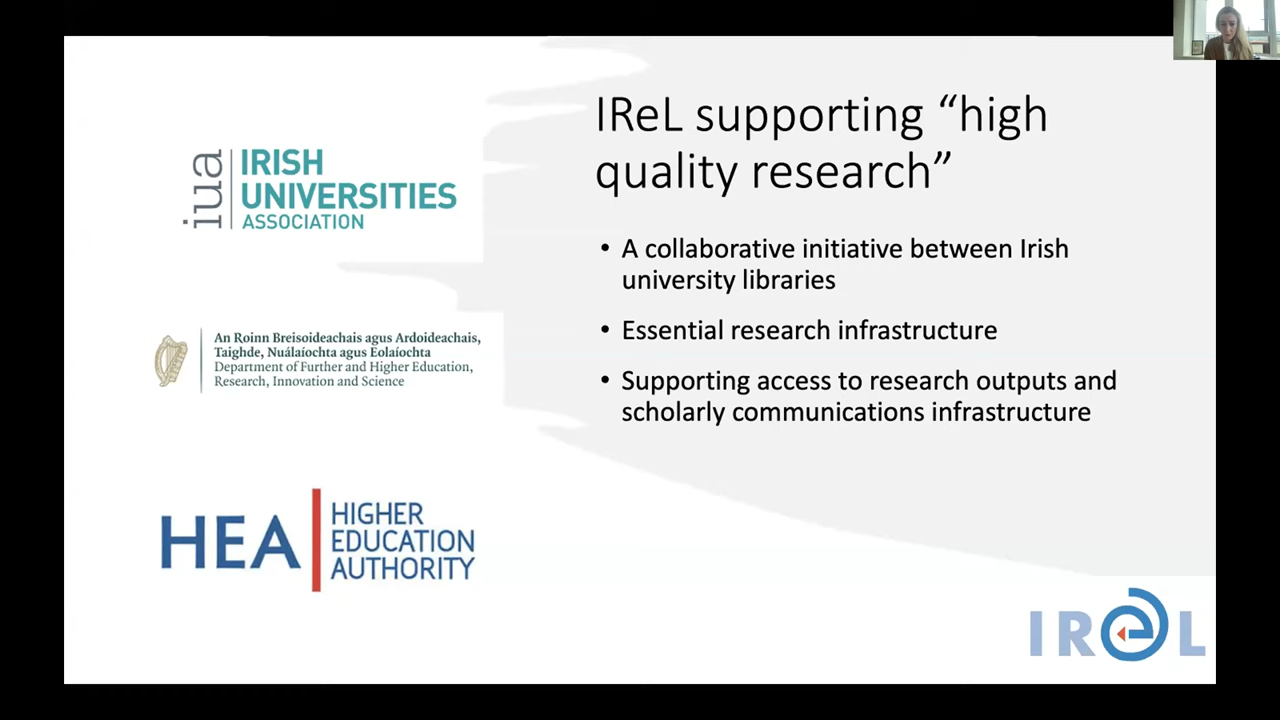 iua
IRISH
UNIVERSITIES
ASSOCIATION
An Roinn Breisoideachais agus Ardoideachais,
Taighde, Nuálaíochta agus Eolaíochta
Department of Further and Higher Education,
Research, Innovation and Science
HEA
HIGHER
EDUCATION
AUTHORITY
IReL supporting “high
quality research”
• A collaborative initiative between Irish
university libraries
• Essential research infrastructure
• Supporting access to research outputs and
scholarly communications infrastructure
IReL